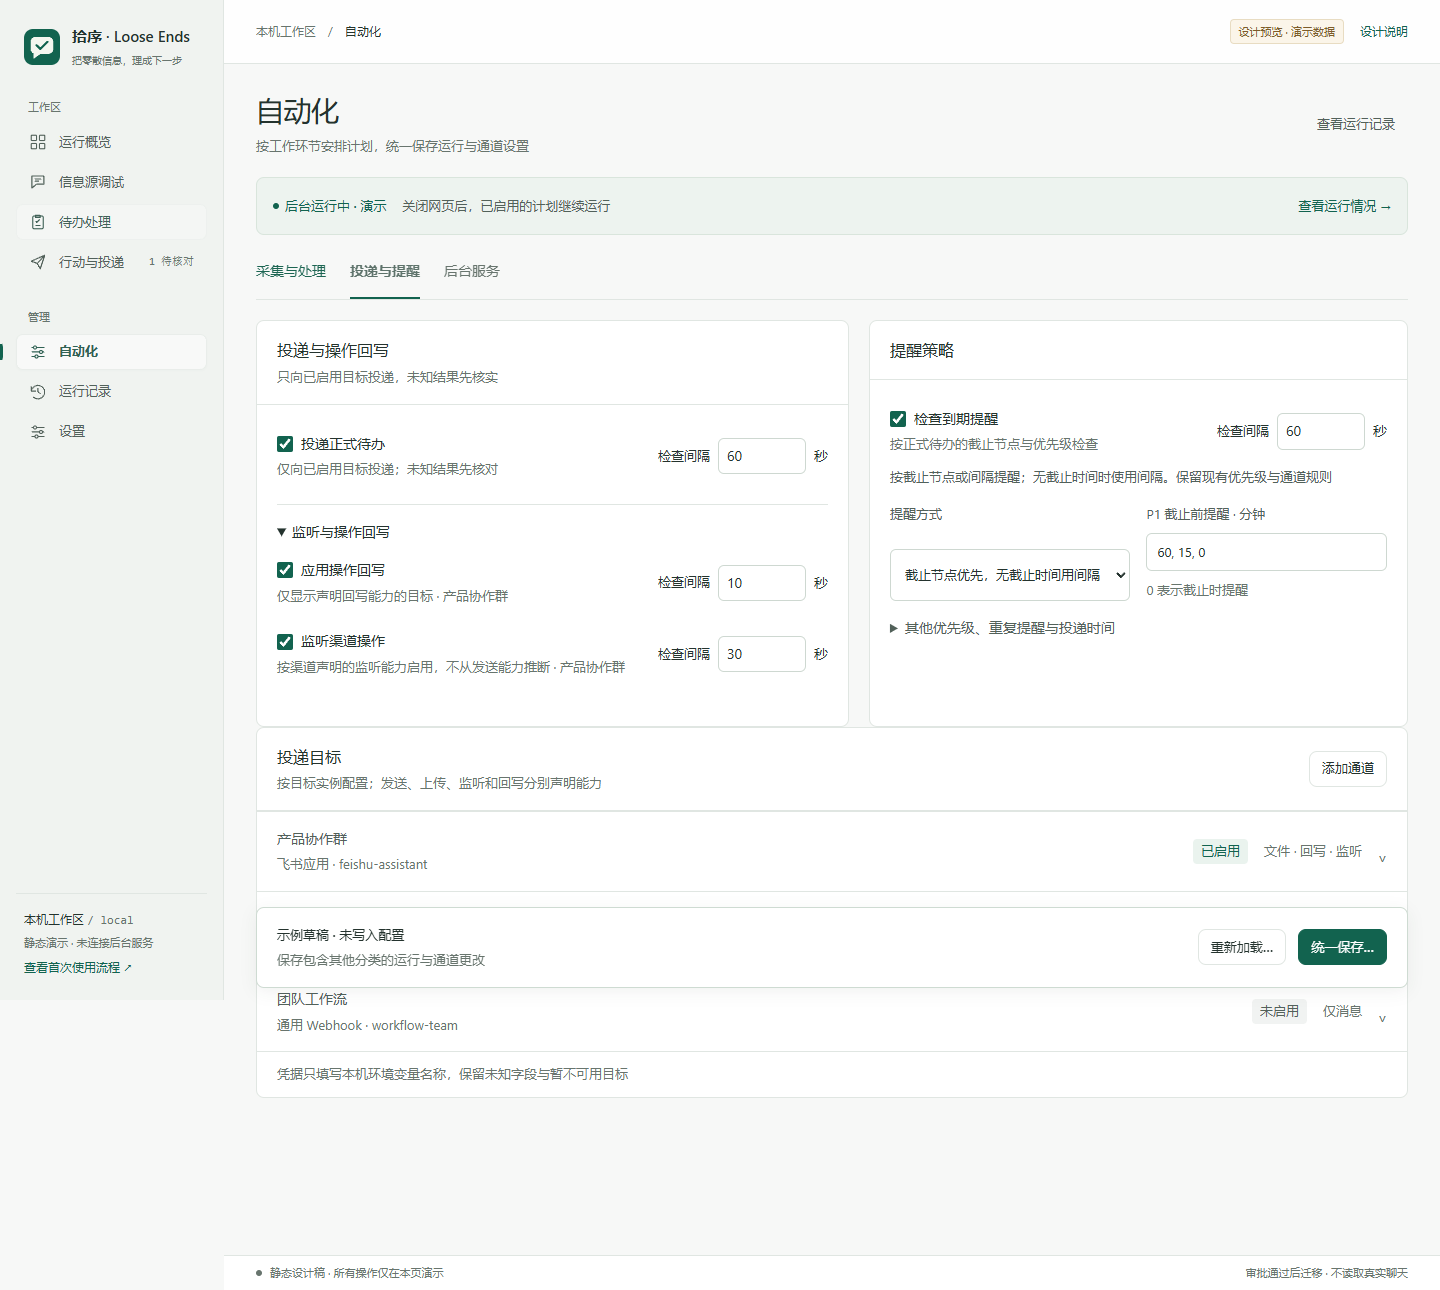 拾序 · Loose Ends
把零散信息，理成下一步
工作区
运行概览
信息源调试
待办处理
行动与投递 1 待核对
管理
自动化
运行记录
设置
本机工作区 / local
静态演示 · 未连接后台服务
查看首次使用流程 ↗
本机工作区 / 自动化
设计预览 · 演示数据 设计说明
自动化
按工作环节安排计划，统一保存运行与通道设置
查看运行记录
后台运行中 · 演示 关闭网页后，已启用的计划继续运行 查看运行情况 →
采集与处理 投递与提醒 后台服务
投递与操作回写
只向已启用目标投递，未知结果先核实
投递正式待办
仅向已启用目标投递；未知结果先核对
检查间隔 60 秒
▼ 监听与操作回写
应用操作回写
仅显示声明回写能力的目标 · 产品协作群
检查间隔 10 秒
监听渠道操作
按渠道声明的监听能力启用，不从发送能力推断 · 产品协作群
检查间隔 30 秒
提醒策略
检查到期提醒
按正式待办的截止节点与优先级检查
检查间隔 60 秒
按截止节点或间隔提醒；无截止时间时使用间隔。保留现有优先级与通道规则
提醒方式
截止节点优先，无截止时间用间隔
P1 截止前提醒 · 分钟
60, 15, 0
0 表示截止时提醒
▶ 其他优先级、重复提醒与投递时间
投递目标
按目标实例配置；发送、上传、监听和回写分别声明能力
添加通道
产品协作群
飞书应用 · feishu-assistant
已启用 文件 · 回写 · 监听 v
示例草稿 · 未写入配置
保存包含其他分类的运行与通道更改
重新加载... 统一保存...
团队工作流
通用 Webhook · workflow-team
未启用 仅消息 v
凭据只填写本机环境变量名称，保留未知字段与暂不可用目标
静态设计稿 · 所有操作仅在本页演示
审批通过后迁移 · 不读取真实聊天